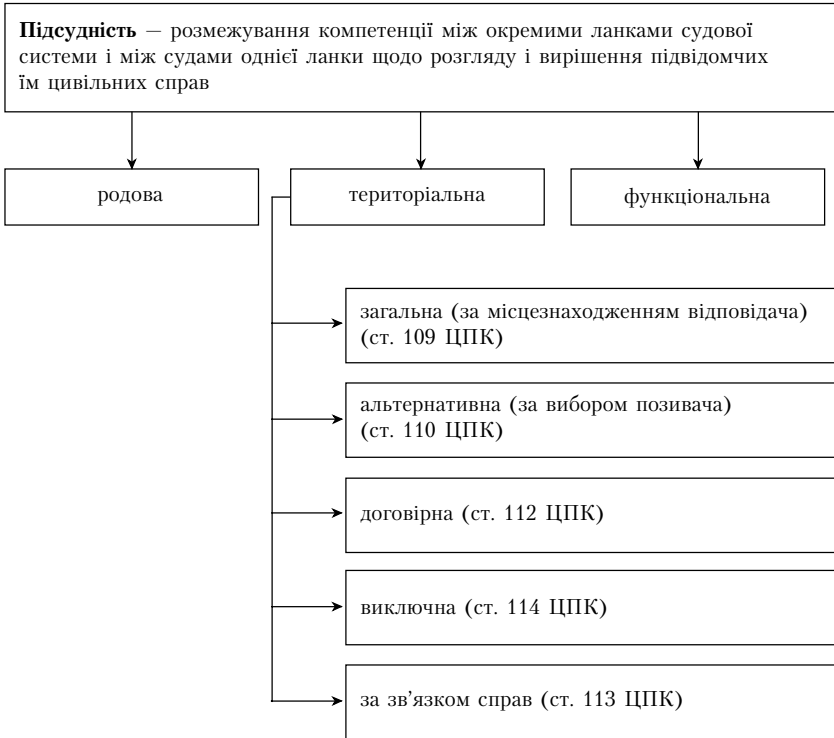 Підсудність — розмежування компетенції між окремими ланками судової
системи і між судами однієї ланки щодо розгляду і вирішення підвідомчих
їм цивільних справ
родова
територіальна
функціональна
загальна (за місцезнаходженням відповідача)
(ст. 109 ЦПК)
альтернативна (за вибором позивача)
(ст. 110 ЦПК)
договірна (ст. 112 ЦПК)
виключна (ст. 114 ЦПК)
за зв'язком справ (ст. 113 ЦПК)